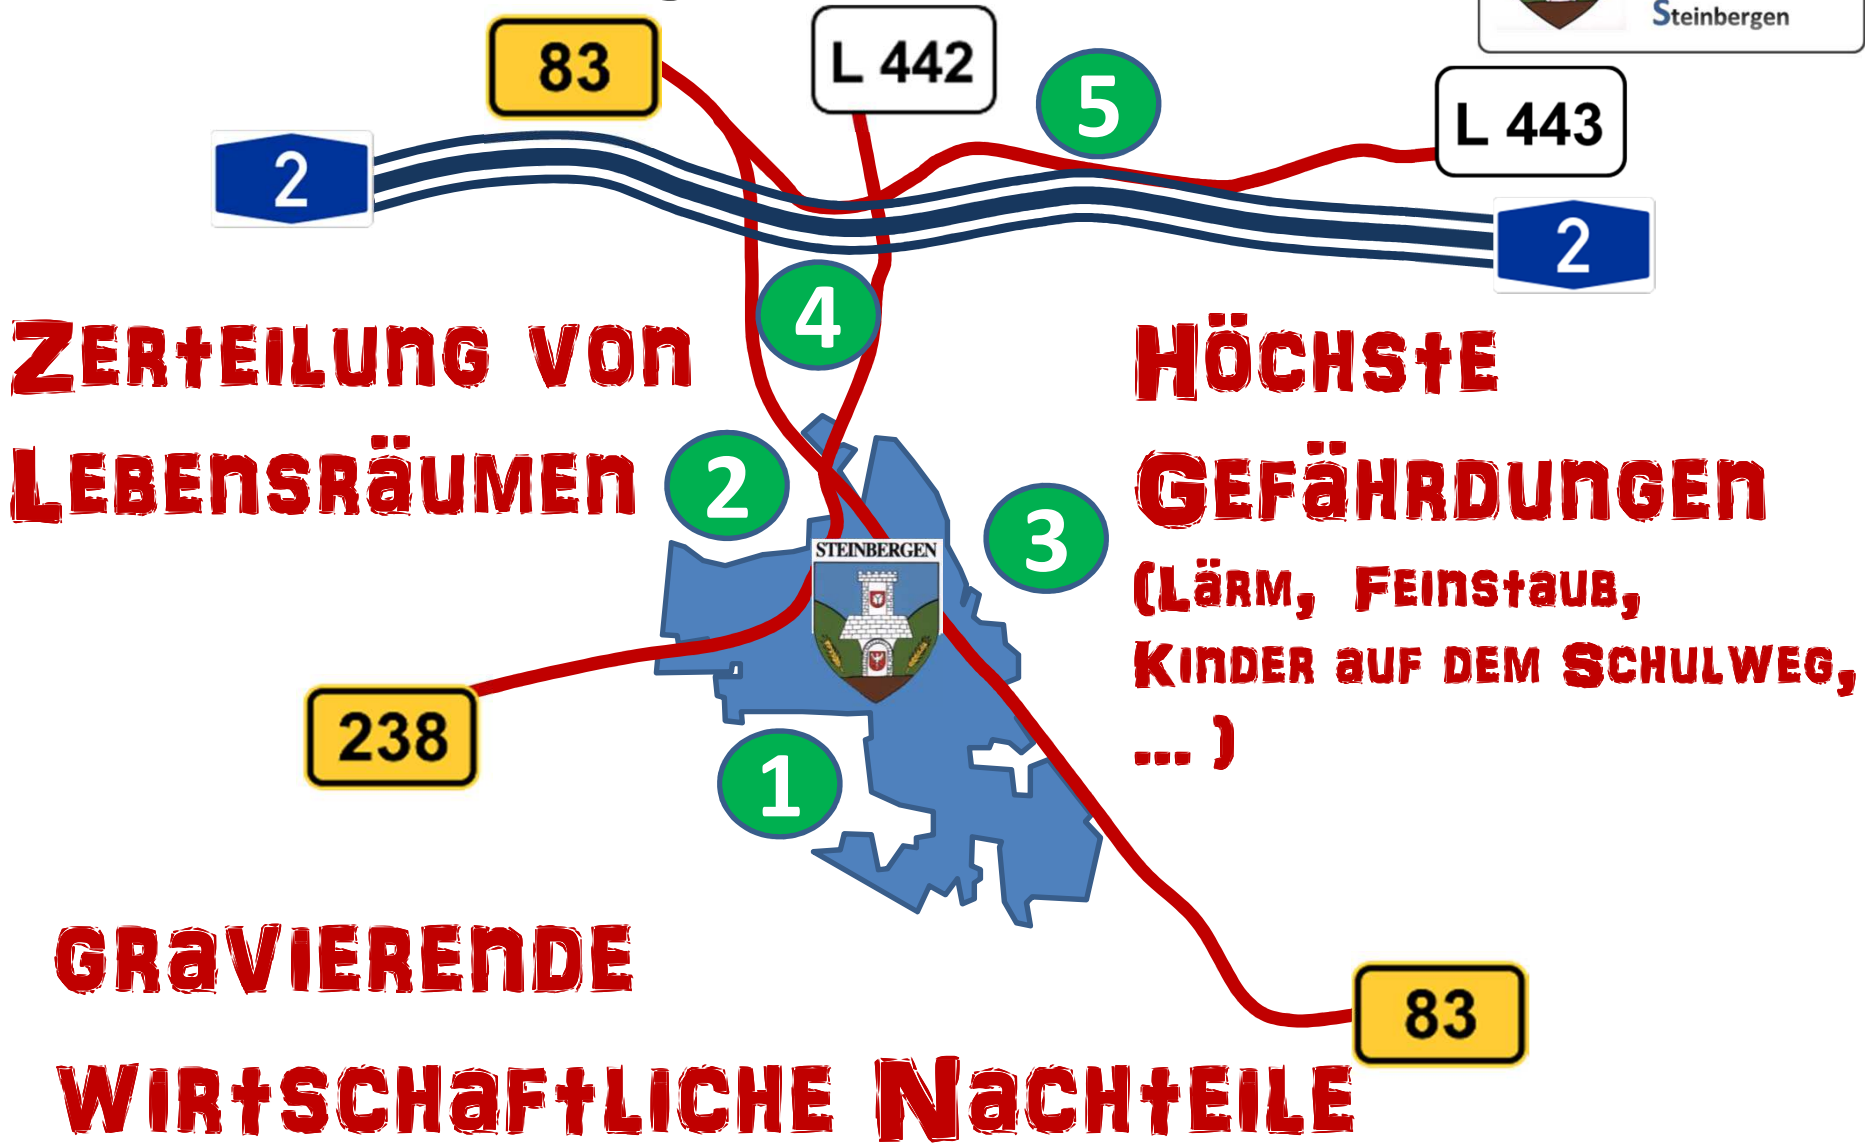 Steinbergen
83
L 442
5
L 443
2
2
4
Zerteilung von
Lebensräumen
Höchste
Gefährdungen
(Lärm, Feinstaub,
Kinder auf dem Schulweg,
... )
2
3
STEINBERGEN
238
1
gravierende
wirtschaftliche Nachteile
83